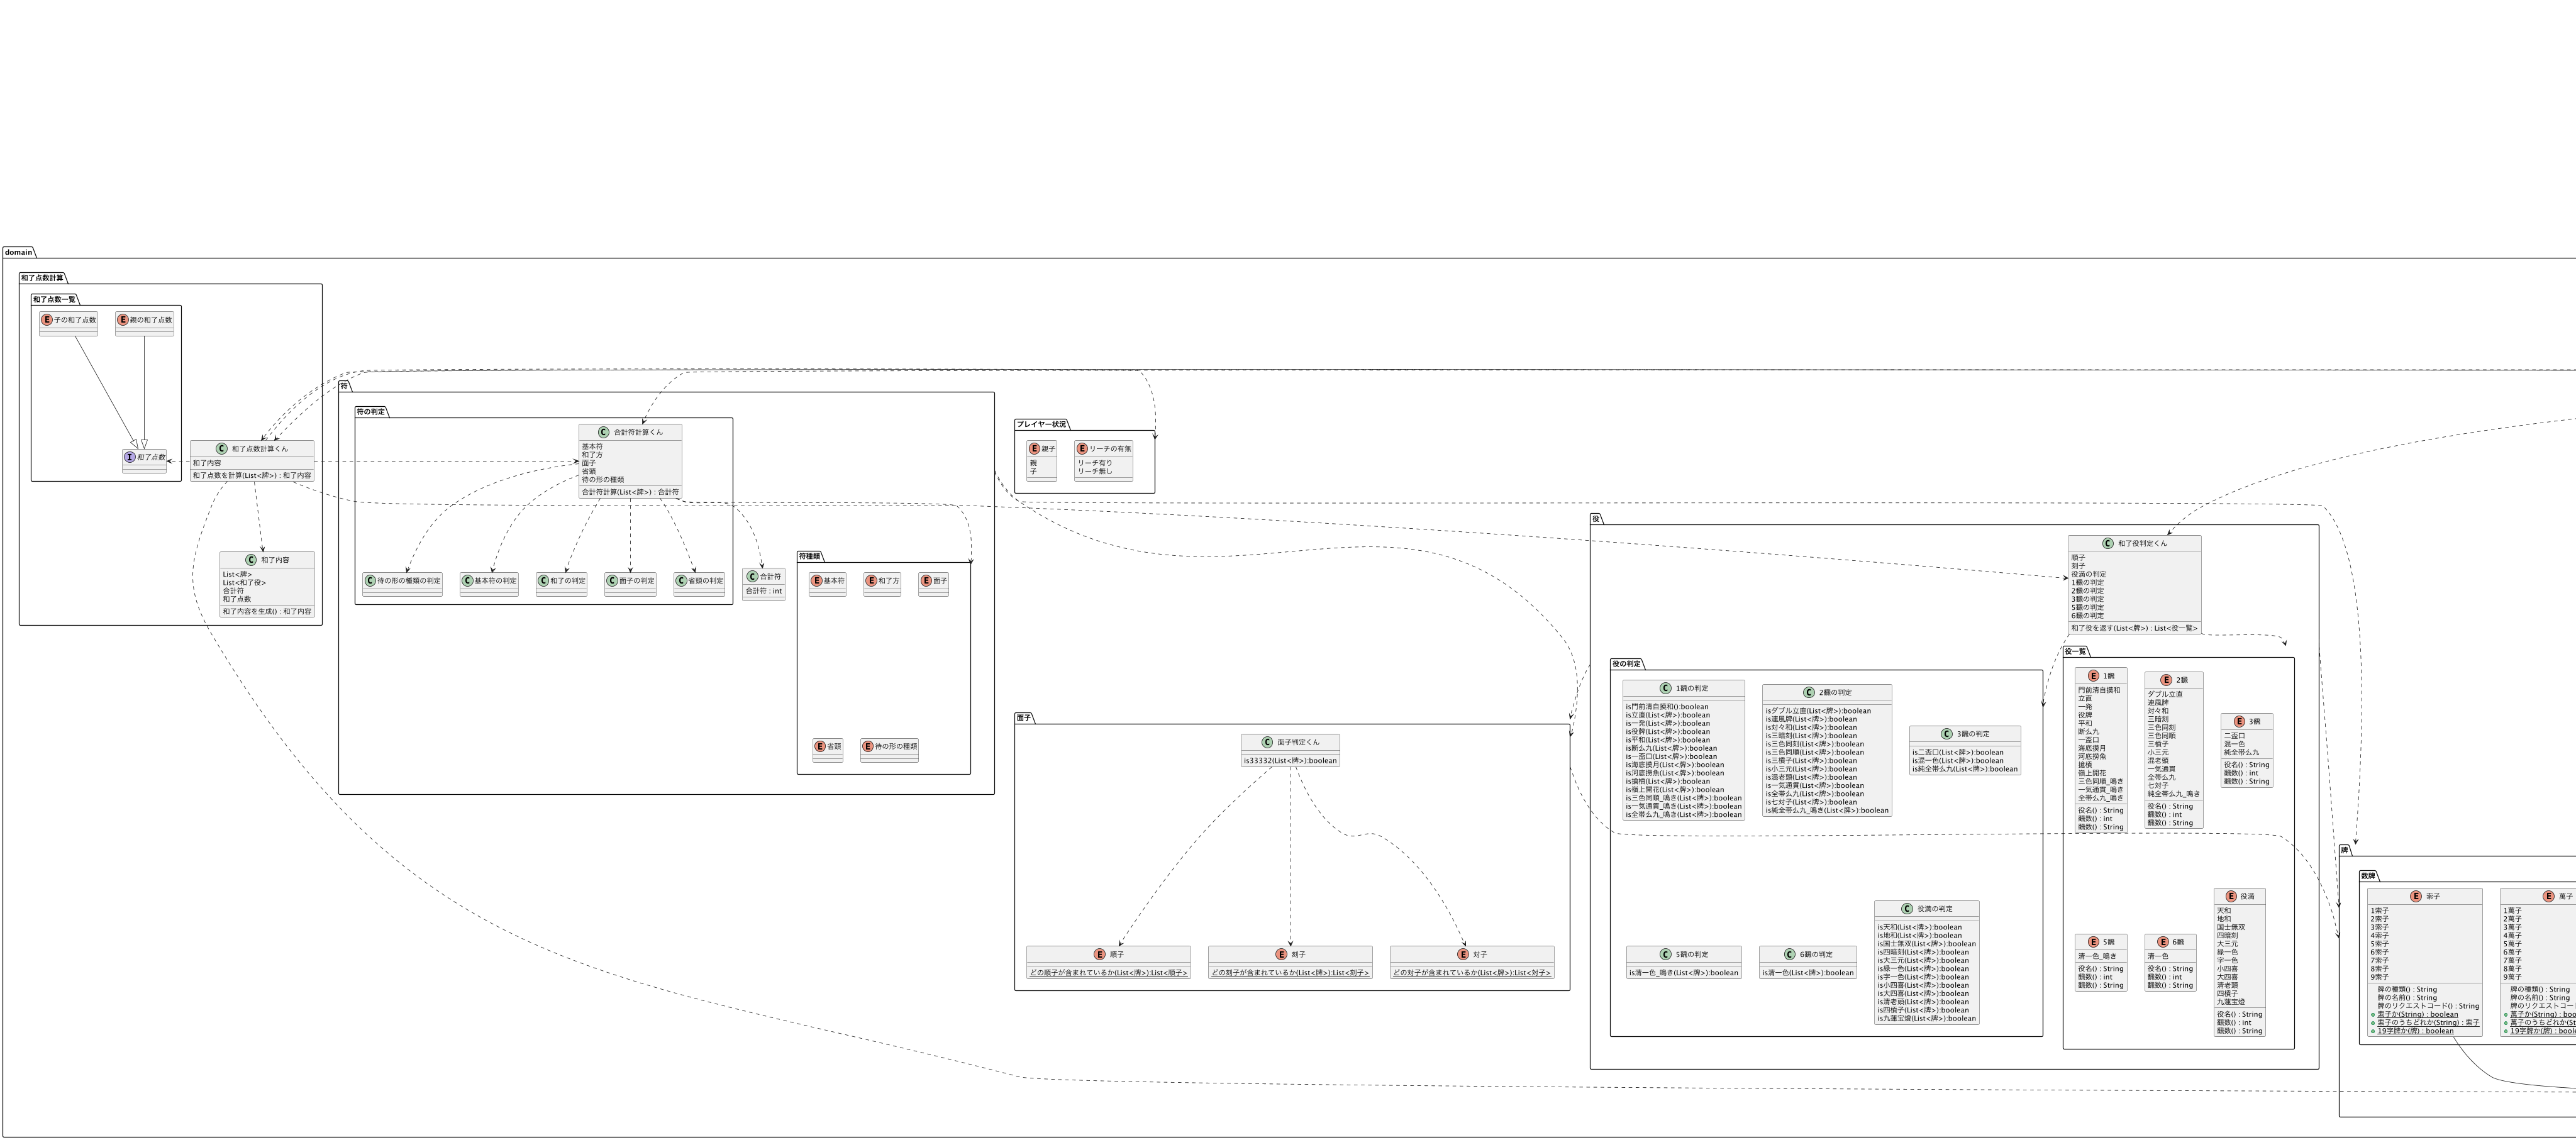 domain
和了点数計算
和了点数一覧
子の和了点数
親の和了点数
和了点数
和了点数計算くん
和了内容
和了点数を計算(List<牌>) : 和了内容
和了内容
List<牌>
List<和了役>
合計符
和了点数
和了内容を生成() : 和了内容
符
符の判定
合計符計算くん
基本符
和了方
面子
省頭
待の形の種類
合計符計算(List<牌>) : 合計符
待の形の種類の判定
基本符の判定
和了の判定
面子の判定
省頭の判定
合計符
合計符 : int
符種類
基本符
和了方
面子
省頭
待の形の種類
プレイヤー状況
親子
親
子
リーチの有無
リーチ有り
リーチ無し
面子
面子判定くん
is33332(List<牌>):boolean
順子
どの順子が含まれているか(List<牌>):List<順子>
刻子
どの刻子が含まれているか(List<牌>):List<刻子>
対子
どの対子が含まれているか(List<牌>):List<対子>
役
和了役判定くん
順子
刻子
役満の判定
1飜の判定
2飜の判定
3飜の判定
5飜の判定
6飜の判定
和了役を返す(List<牌>) : List<役一覧>
役の判定
1飜の判定
is門前清自摸和():boolean
is立直(List<牌>):boolean
is一発(List<牌>):boolean
is役牌(List<牌>):boolean
is平和(List<牌>):boolean
is断么九(List<牌>):boolean
is一盃口(List<牌>):boolean
is海底摸月(List<牌>):boolean
is河底撈魚(List<牌>):boolean
is搶槓(List<牌>):boolean
is嶺上開花(List<牌>):boolean
is三色同順_鳴き(List<牌>):boolean
is一気通貫_鳴き(List<牌>):boolean
is全帯么九_鳴き(List<牌>):boolean
2飜の判定
isダブル立直(List<牌>):boolean
is連風牌(List<牌>):boolean
is対々和(List<牌>):boolean
is三暗刻(List<牌>):boolean
is三色同刻(List<牌>):boolean
is三色同順(List<牌>):boolean
is三槓子(List<牌>):boolean
is小三元(List<牌>):boolean
is混老頭(List<牌>):boolean
is一気通貫(List<牌>):boolean
is全帯么九(List<牌>):boolean
is七対子(List<牌>):boolean
is純全帯么九_鳴き(List<牌>):boolean
3飜の判定
is二盃口(List<牌>):boolean
is混一色(List<牌>):boolean
is純全帯么九(List<牌>):boolean
5飜の判定
is清一色_鳴き(List<牌>):boolean
6飜の判定
is清一色(List<牌>):boolean
役満の判定
is天和(List<牌>):boolean
is地和(List<牌>):boolean
is国士無双(List<牌>):boolean
is四暗刻(List<牌>):boolean
is大三元(List<牌>):boolean
is緑一色(List<牌>):boolean
is字一色(List<牌>):boolean
is小四喜(List<牌>):boolean
is大四喜(List<牌>):boolean
is清老頭(List<牌>):boolean
is四槓子(List<牌>):boolean
is九蓮宝燈(List<牌>):boolean
役一覧
1飜
門前清自摸和
立直
一発
役牌
平和
断么九
一盃口
海底摸月
河底撈魚
搶槓
嶺上開花
三色同順_鳴き
一気通貫_鳴き
全帯么九_鳴き
役名() : String
飜数() : int
飜数() : String
2飜
ダブル立直
連風牌
対々和
三暗刻
三色同刻
三色同順
三槓子
小三元
混老頭
一気通貫
全帯么九
七対子
純全帯么九_鳴き
役名() : String
飜数() : int
飜数() : String
3飜
二盃口
混一色
純全帯么九
役名() : String
飜数() : int
飜数() : String
5飜
清一色_鳴き
役名() : String
飜数() : int
飜数() : String
6飜
清一色
役名() : String
飜数() : int
飜数() : String
役満
天和
地和
国士無双
四暗刻
大三元
緑一色
字一色
小四喜
大四喜
清老頭
四槓子
九蓮宝燈
役名() : String
飜数() : int
飜数() : String
牌
数牌
索子
1索子
2索子
3索子
4索子
5索子
6索子
7索子
8索子
9索子
牌の種類() : String
牌の名前() : String
牌のリクエストコード() : String
索子か(String) : boolean
索子のうちどれか(String) : 索子
19字牌か(牌) : boolean
萬子
1萬子
2萬子
3萬子
4萬子
5萬子
6萬子
7萬子
8萬子
9萬子
牌の種類() : String
牌の名前() : String
牌のリクエストコー
萬子か(String) : boo
萬子のうちどれか(St
19字牌か(牌) : boole